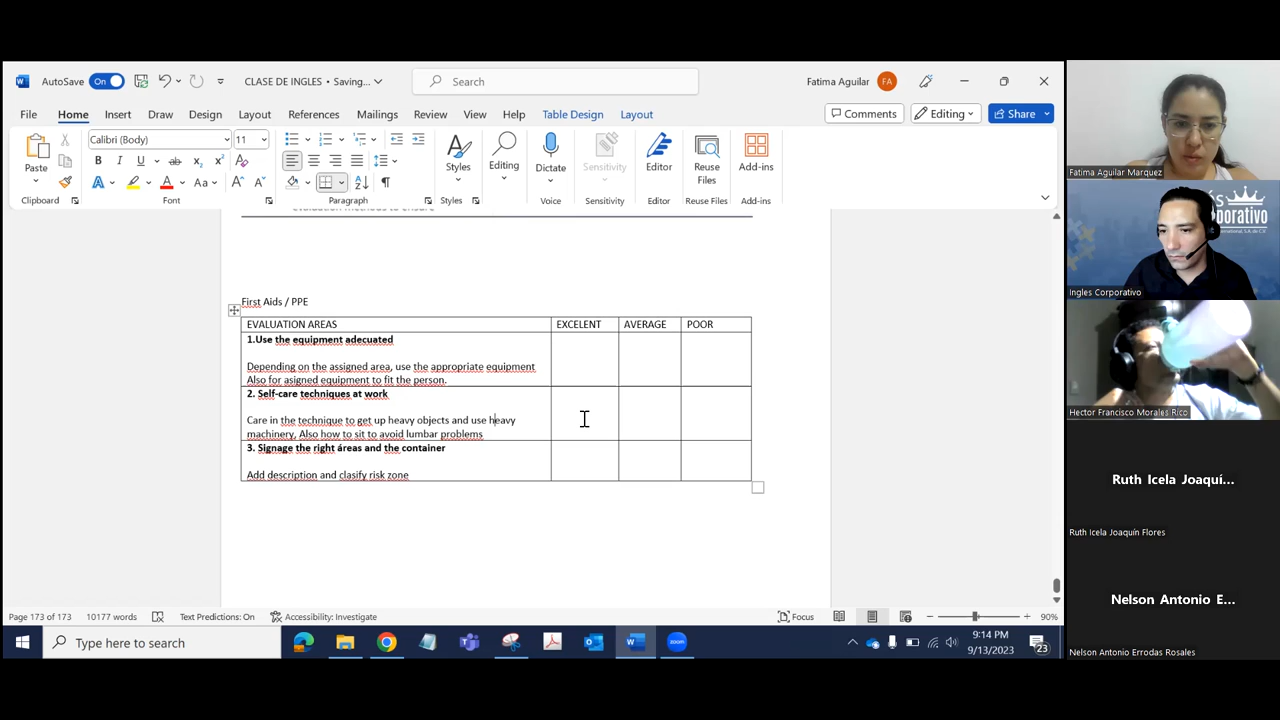 AutoSave On CLASE DE INGLES • Saving... Search Fatima Aguilar FA
File Home Insert Draw Design Layout References Mailings Review View Help Table Design Layout Comments Editing Share
Calibri (Body) 11
Paste Styles Editing Dictate Sensitivity Editor Reuse Files Add-ins
Clipboard Font Paragraph Styles Voice Sensitivity Editor Reuse Files Add-ins
evaluation methods to ensure
First Aids / PPE
EVALUATION AREAS EXCELENT AVERAGE POOR
1.Use the equipment adecuated
Depending on the assigned area, use the appropriate equipment
Also for asigned equipment to fit the person.
2. Self-care techniques at work
Care in the technique to get up heavy objects and use heavy
machinery, Also how to sit to avoid lumbar problems
3. Signage the right áreas and the container
Add description and clasify risk zone
Page 173 of 173 10177 words Text Predictions: On Accessibility: Investigate Focus 90%
Type here to search
zoom
9:14 PM
9/13/2023
23
Fatima Aguilar Marquez
Ingles Corporativo
Hector Francisco Morales Rico
Ruth Icela Joaquí...
Ruth Icela Joaquín Flores
Nelson Antonio E...
Nelson Antonio Errodas Rosales